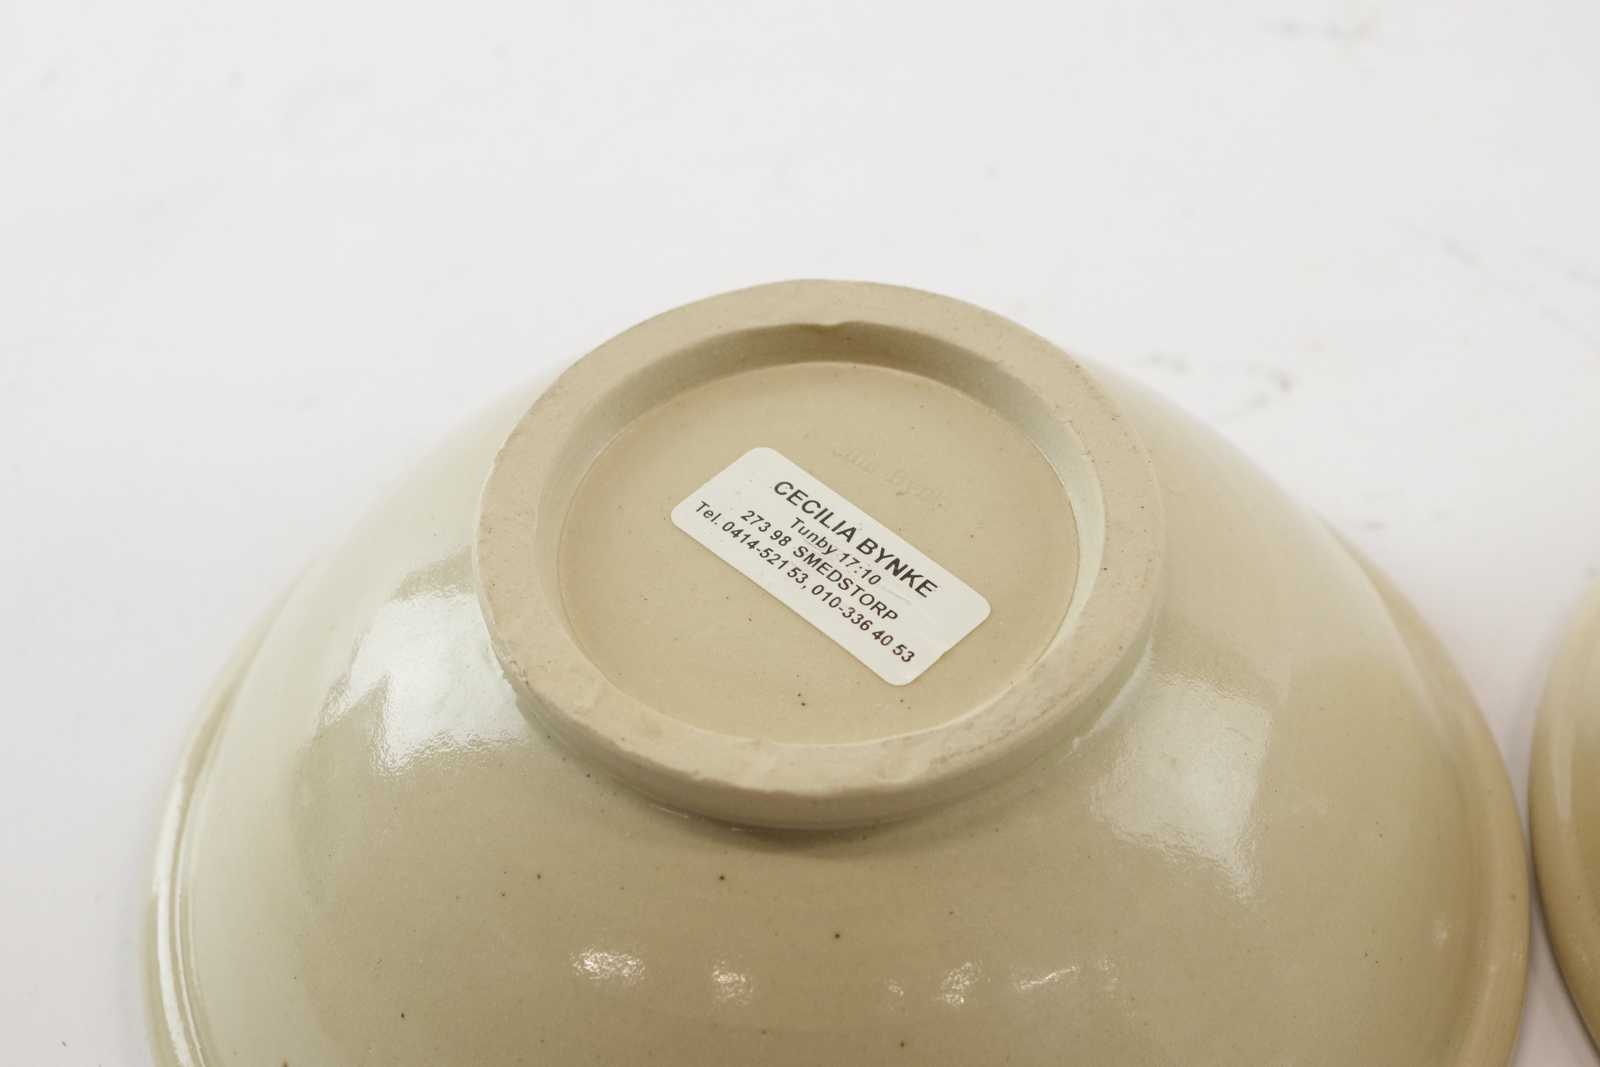 CECILIA BYNKE
Tunby 17:10
273 98 SMEDSTORP
Tel. 0414-521 53, 010-336 40 53